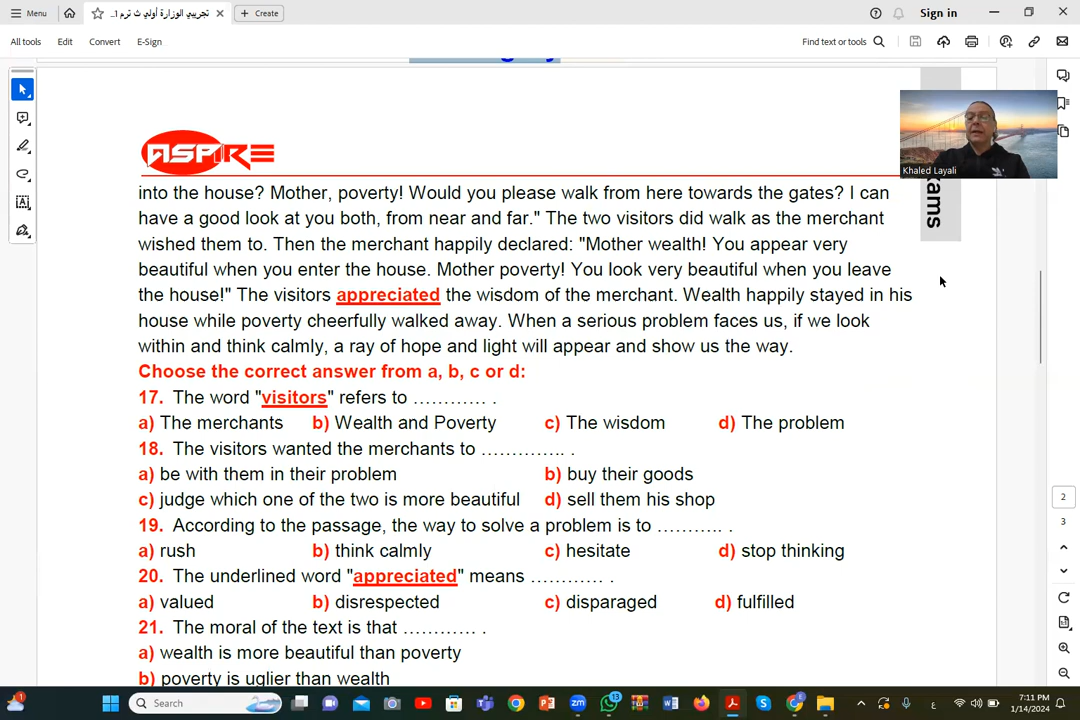 Menu
تجريبي الوزارة أولي ث ترم 1...
Create
Sign in
All tools
Edit
Convert
E-Sign
Find text or tools
ASPIRE
Khaled Layali
into the house? Mother, poverty! Would you please walk from here towards the gates? I can
have a good look at you both, from near and far." The two visitors did walk as the merchant
wished them to. Then the merchant happily declared: "Mother wealth! You appear very
beautiful when you enter the house. Mother poverty! You look very beautiful when you leave
the house!" The visitors appreciated the wisdom of the merchant. Wealth happily stayed in his
house while poverty cheerfully walked away. When a serious problem faces us, if we look
within and think calmly, a ray of hope and light will appear and show us the way.
Choose the correct answer from a, b, c or d:
17. The word "visitors" refers to ………… .
a) The merchants b) Wealth and Poverty c) The wisdom d) The problem
18. The visitors wanted the merchants to ………….. .
a) be with them in their problem b) buy their goods
c) judge which one of the two is more beautiful d) sell them his shop
19. According to the passage, the way to solve a problem is to ……….. .
a) rush b) think calmly c) hesitate d) stop thinking
20. The underlined word "appreciated" means ………… .
a) valued b) disrespected c) disparaged d) fulfilled
21. The moral of the text is that ………… .
a) wealth is more beautiful than poverty
b) poverty is uglier than wealth
2
3
1
Search
13
ع
7:11 PM
1/14/2024